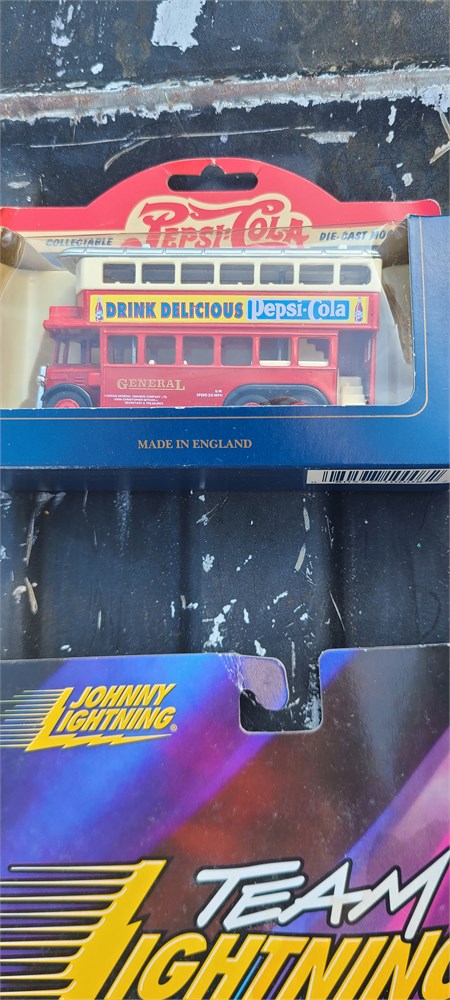 PEPSI-COLA
COLLECTABLE
DIE-CAST MO
DRINK DELICIOUS Pepsi-Cola
GENERAL
MADE IN ENGLAND
JOHNNY
LIGHTNING®
TEAM
LIGHTNING